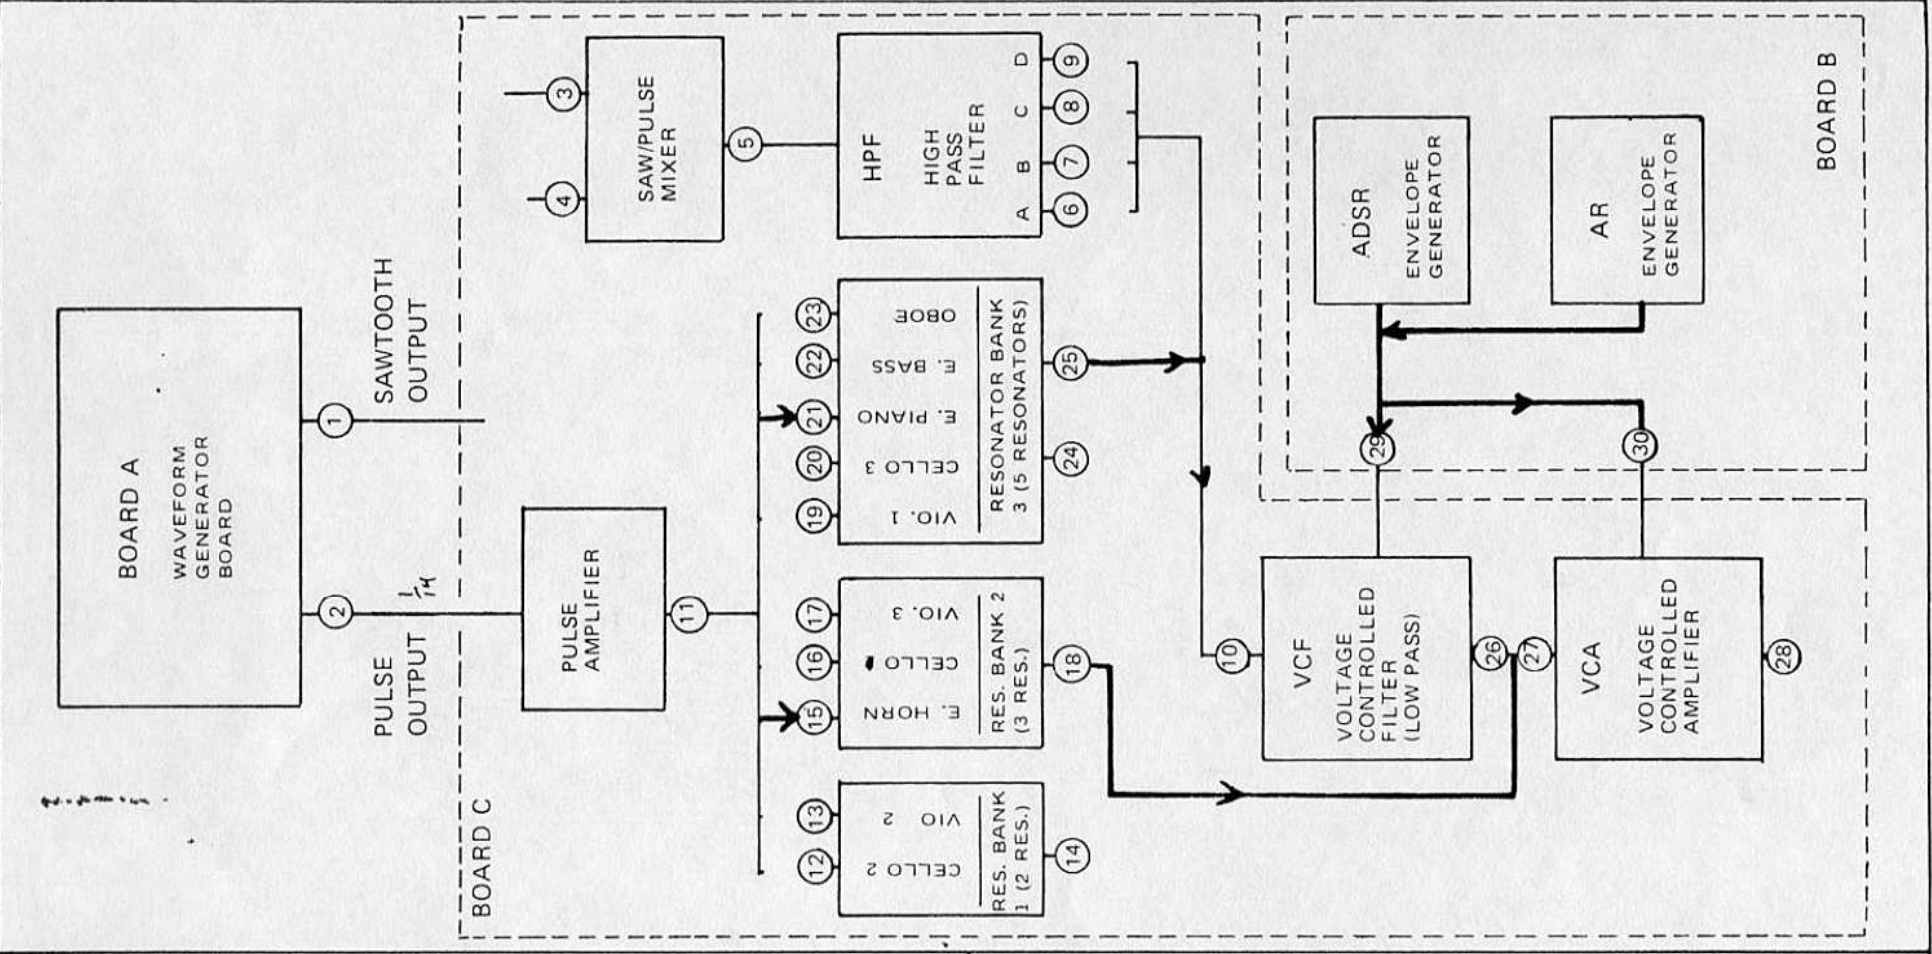 BOARD A
WAVEFORM
GENERATOR
BOARD
2
1
PULSE
OUTPUT
1/14
SAWTOOTH
OUTPUT
BOARD C
PULSE
AMPLIFIER
11
4
3
SAW/PULSE
MIXER
5
HPF
HIGH
PASS
FILTER
A
B
C
D
6
7
8
9
12
13
CELLO 2
VIO 2
RES. BANK
1 (2 RES.)
14
15
16
17
E. HORN
CELLO
VIO. 3
RES. BANK 2
(3 RES.)
18
19
20
21
22
23
VIO. 1
CELLO 3
E. PIANO
E. BASS
OBOE
RESONATOR BANK
3 (5 RESONATORS)
24
25
10
VCF
VOLTAGE
CONTROLLED
FILTER
(LOW PASS)
26
27
VCA
VOLTAGE
CONTROLLED
AMPLIFIER
28
29
30
ADSR
ENVELOPE
GENERATOR
AR
ENVELOPE
GENERATOR
BOARD B